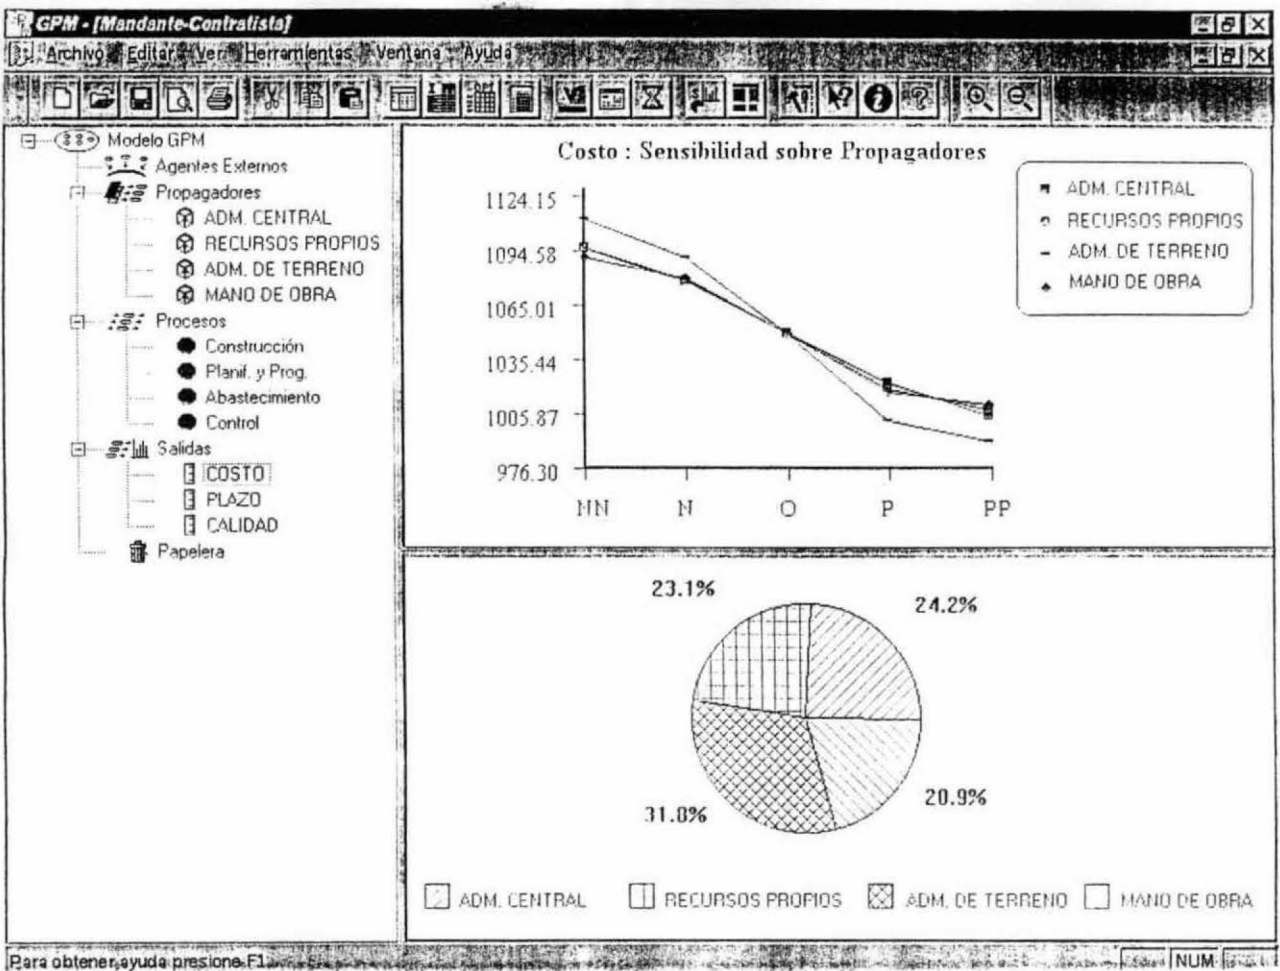 GPM - [Mandante-Contratista]
Archivo Editar Ver Herramientas Ventana Ayuda
Modelo GPM
Agentes Externos
Propagadores
ADM. CENTRAL
RECURSOS PROPIOS
ADM. DE TERRENO
MANO DE OBRA
Procesos
Construcción
Planif. y Prog.
Abastecimiento
Control
Salidas
COSTO
PLAZO
CALIDAD
Papelera
Costo : Sensibilidad sobre Propagadores
1124.15
1094.58
1065.01
1035.44
1005.87
976.30
NN N O P PP
ADM. CENTRAL
RECURSOS PROPIOS
ADM. DE TERRENO
MANO DE OBRA
23.1%
24.2%
31.8%
20.9%
ADM. CENTRAL RECURSOS PROPIOS ADM. DE TERRENO MANO DE OBRA
Para obtener ayuda presione F1
NUM